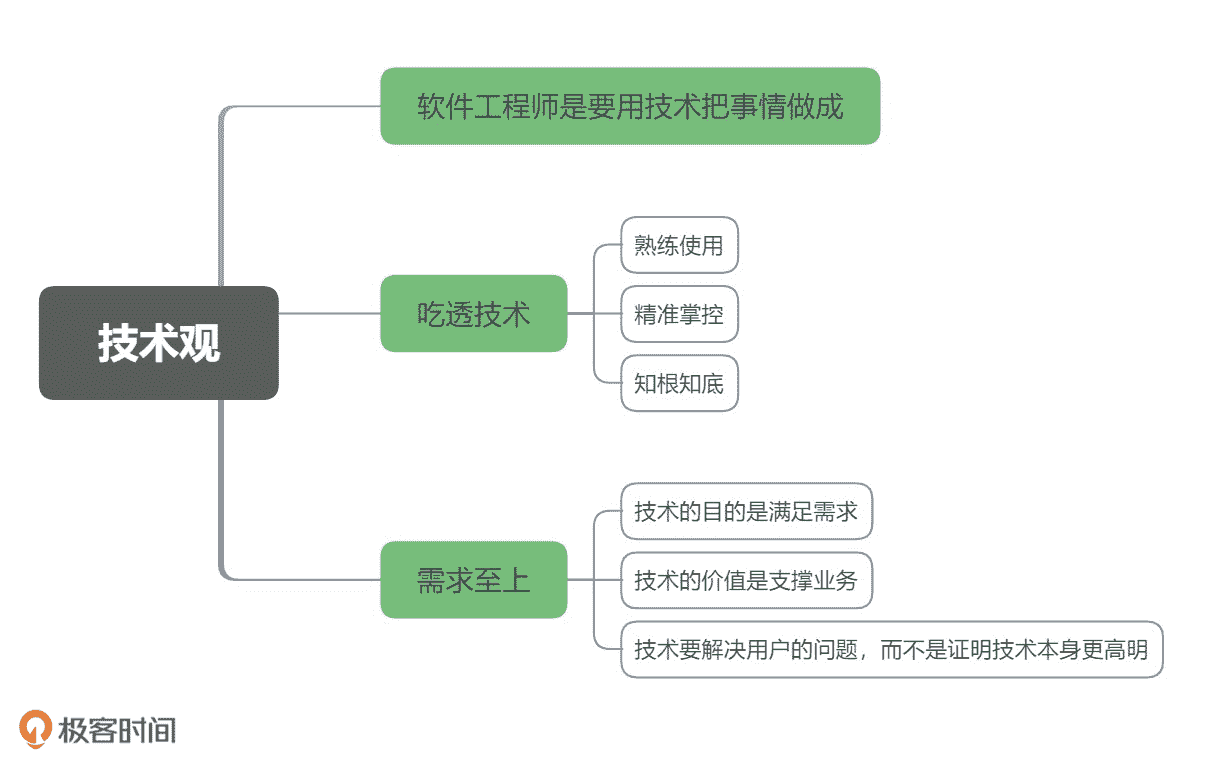 软件工程师是要用技术把事情做成
技术观
吃透技术
熟练使用
精准掌控
知根知底
需求至上
技术的目的是满足需求
技术的价值是支撑业务
技术要解决用户的问题，而不是证明技术本身更高明
极客时间